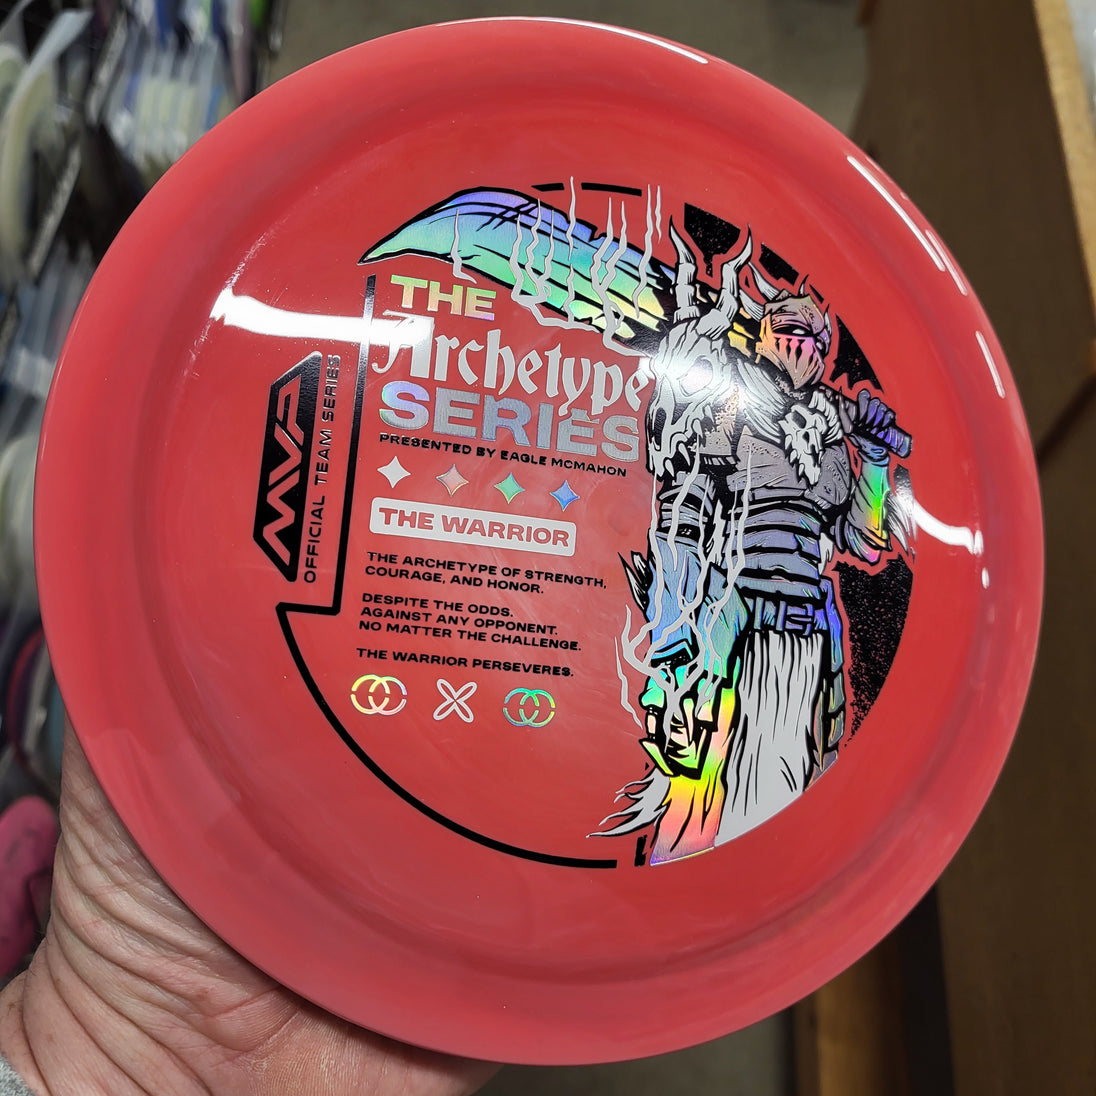 THE
Archetype
SERIES
PRESENTED BY EAGLE MCMAHON
THE WARRIOR
THE ARCHETYPE OF STRENGTH,
COURAGE, AND HONOR.
DESPITE THE ODDS.
AGAINST ANY OPPONENT.
NO MATTER THE CHALLENGE.
THE WARRIOR PERSEVERES.
MVP
OFFICIAL TEAM SERIES